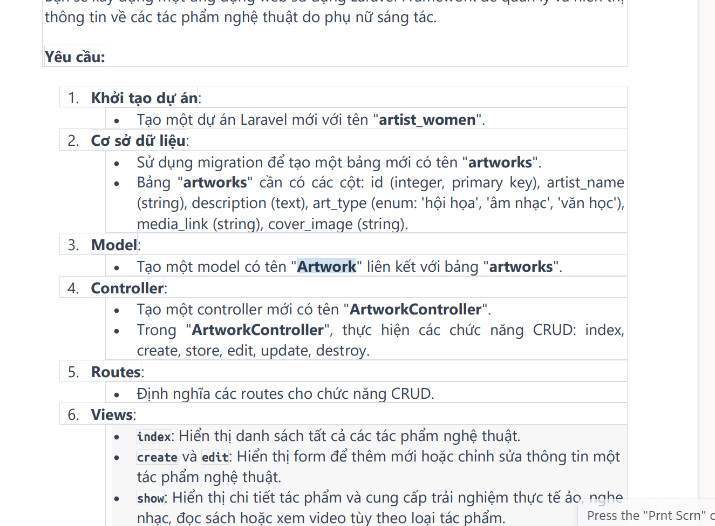 thông tin về các tác phẩm nghệ thuật do phụ nữ sáng tác.
Yêu cầu:
1. Khởi tạo dự án:
• Tạo một dự án Laravel mới với tên "artist_women".
2. Cơ sở dữ liệu:
• Sử dụng migration để tạo một bảng mới có tên "artworks".
• Bảng "artworks" cần có các cột: id (integer, primary key), artist_name
(string), description (text), art_type (enum: 'hội họa', 'âm nhạc', 'văn học'),
media_link (string), cover_image (string).
3. Model:
• Tạo một model có tên "Artwork" liên kết với bảng "artworks".
4. Controller:
• Tạo một controller mới có tên "ArtworkController".
• Trong "ArtworkController", thực hiện các chức năng CRUD: index,
create, store, edit, update, destroy.
5. Routes:
• Định nghĩa các routes cho chức năng CRUD.
6. Views:
• index: Hiển thị danh sách tất cả các tác phẩm nghệ thuật.
• create và edit: Hiển thị form để thêm mới hoặc chỉnh sửa thông tin một
tác phẩm nghệ thuật.
• show: Hiển thị chi tiết tác phẩm và cung cấp trải nghiệm thực tế ảo, nghe
nhạc, đọc sách hoặc xem video tùy theo loại tác phẩm.
Press the "Prnt Scrn"